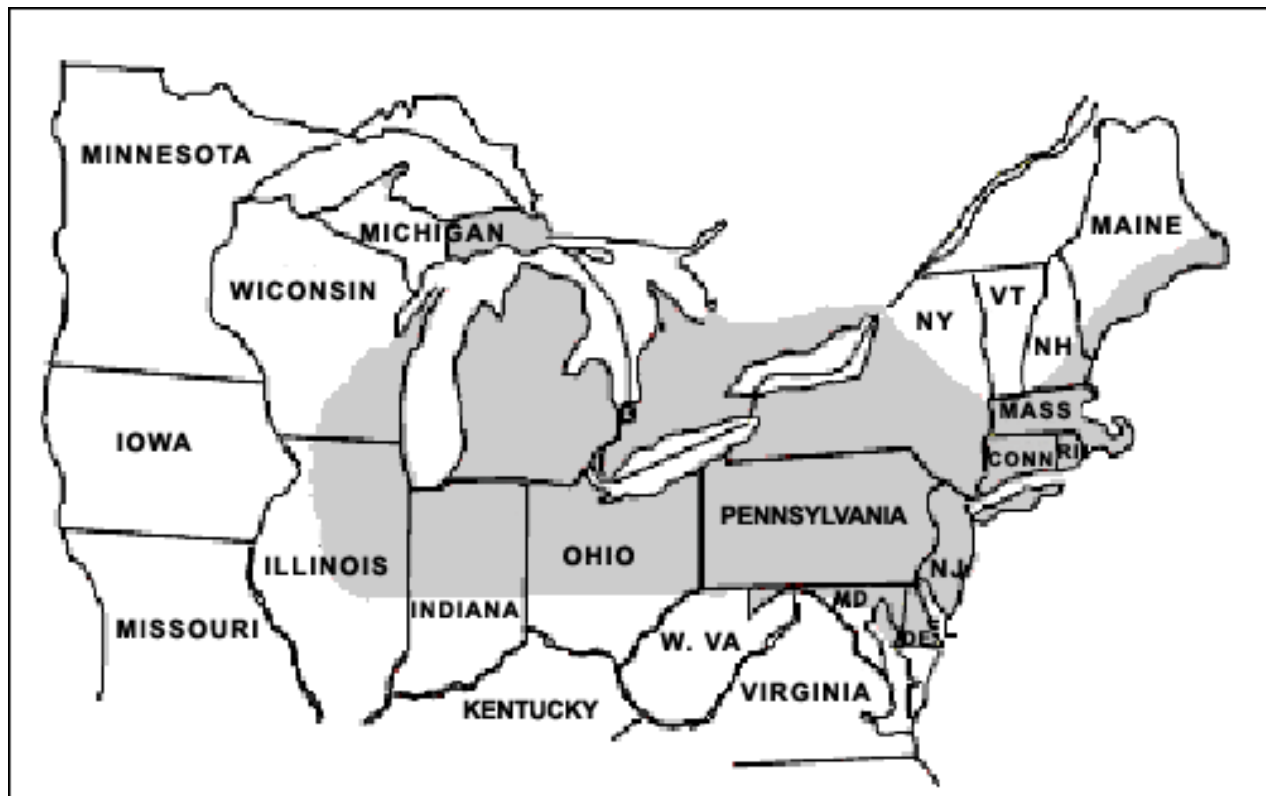 MINNESOTA
MAINE
MICHIGAN
WICONSIN
VT
NY
NH
MASS
IOWA
CONN
RI
PENNSYLVANIA
OHIO
ILLINOIS
NJ
INDIANA
MD
MISSOURI
W. VA
DE
VIRGINIA
KENTUCKY